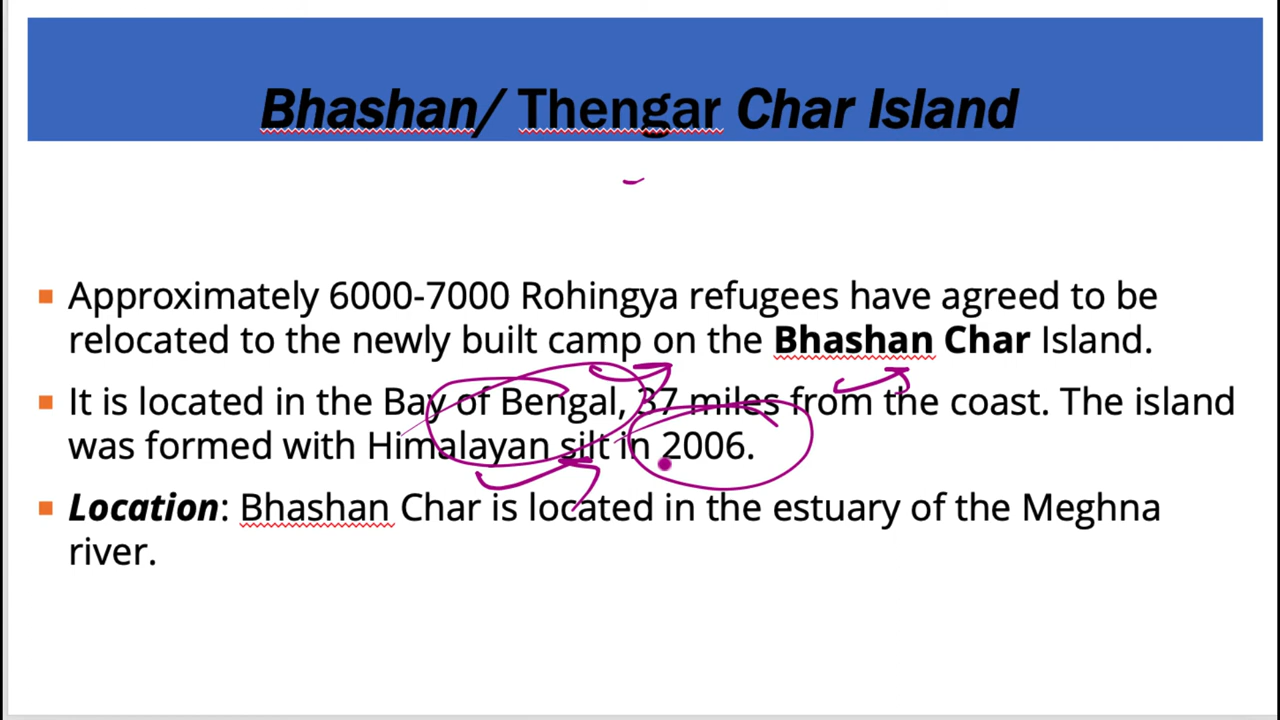 Bhashan/ Thengar Char Island
Approximately 6000-7000 Rohingya refugees have agreed to be
relocated to the newly built camp on the Bhashan Char Island.
It is located in the Bay of Bengal, 37 miles from the coast. The island
was formed with Himalayan silt in 2006.
Location: Bhashan Char is located in the estuary of the Meghna
river.